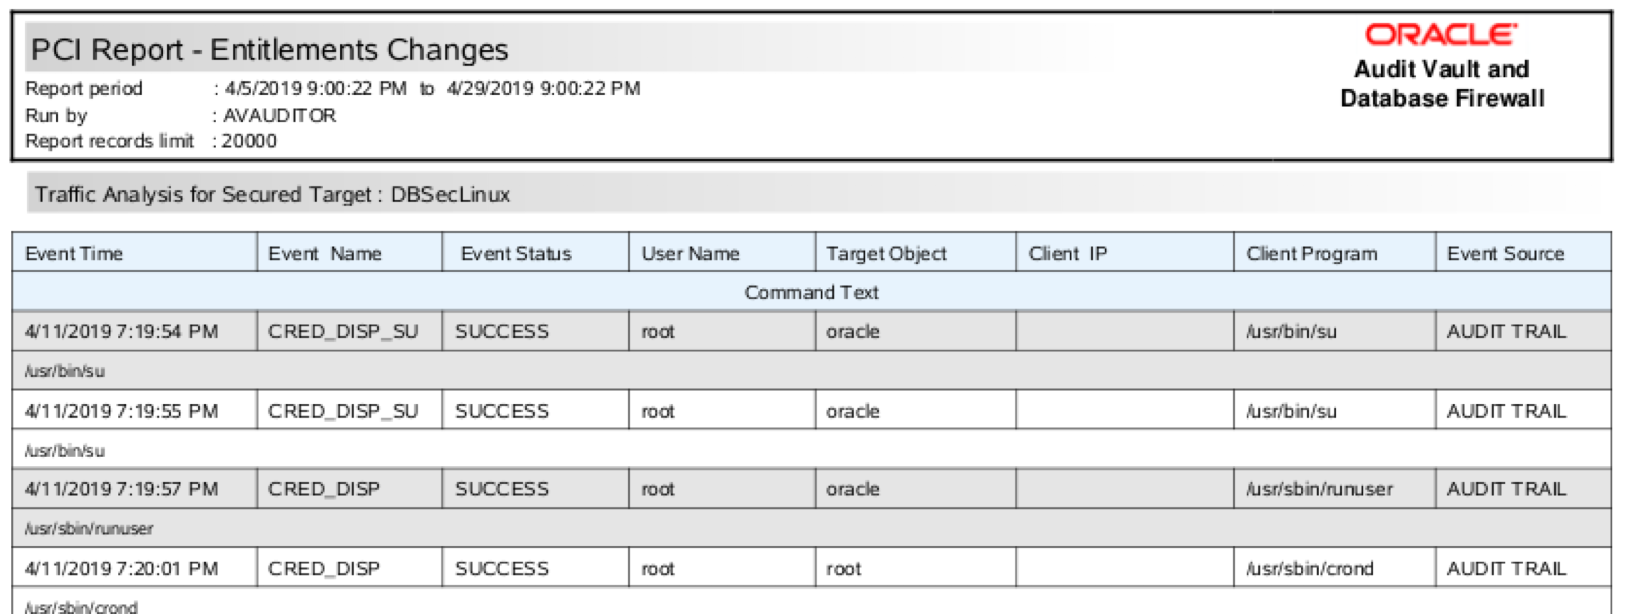 PCI Report - Entitlements Changes
ORACLE
Audit Vault and
Database Firewall
Report period : 4/5/2019 9:00:22 PM to 4/29/2019 9:00:22 PM
Run by : AVAUDITOR
Report records limit : 20000
Traffic Analysis for Secured Target : DBSecLinux
Event Time Event Name Event Status User Name Target Object Client IP Client Program Event Source
Command Text
4/11/2019 7:19:54 PM CRED_DISP_SU SUCCESS root oracle /usr/bin/su AUDIT TRAIL
/usr/bin/su
4/11/2019 7:19:55 PM CRED_DISP_SU SUCCESS root oracle /usr/bin/su AUDIT TRAIL
/usr/bin/su
4/11/2019 7:19:57 PM CRED_DISP SUCCESS root oracle /usr/sbin/runuser AUDIT TRAIL
/usr/sbin/runuser
4/11/2019 7:20:01 PM CRED_DISP SUCCESS root root /usr/sbin/crond AUDIT TRAIL
/usr/sbin/crond